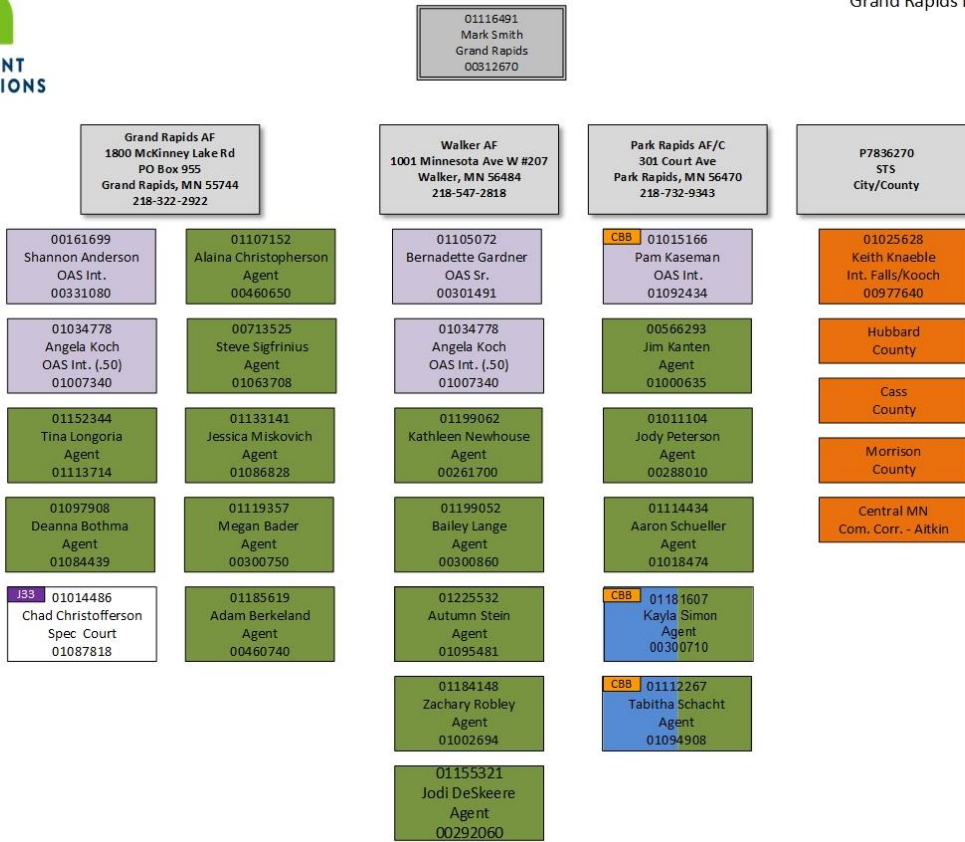 Grand Rapids
NT
IONS
01116491
Mark Smith
Grand Rapids
00312670
Grand Rapids AF
1800 McKinney Lake Rd
PO Box 955
Grand Rapids, MN 55744
218-322-2922
00161699
Shannon Anderson
OAS Int.
00331080
01034778
Angela Koch
OAS Int. (.50)
01007340
01152344
Tina Longoria
Agent
01113714
01097908
Deanna Bothma
Agent
01084439
J33 01014486
Chad Christofferson
Spec Court
01087818
01107152
Alaina Christopherson
Agent
00460650
00713525
Steve Sigfrinius
Agent
01063708
01133141
Jessica Miskovich
Agent
01086828
01119357
Megan Bader
Agent
00300750
01185619
Adam Berkeland
Agent
00460740
Walker AF
1001 Minnesota Ave W #207
Walker, MN 56484
218-547-2818
01105072
Bernadette Gardner
OAS Sr.
00301491
01034778
Angela Koch
OAS Int. (.50)
01007340
01199062
Kathleen Newhouse
Agent
00261700
01199052
Bailey Lange
Agent
00300860
01225532
Autumn Stein
Agent
01095481
01184148
Zachary Robley
Agent
01002694
01155321
Jodi DeSkeere
Agent
00292060
Park Rapids AF/C
301 Court Ave
Park Rapids, MN 56470
218-732-9343
CBB 01015166
Pam Kaseman
OAS Int.
01092434
00566293
Jim Kanten
Agent
01000635
01011104
Jody Peterson
Agent
00288010
01114434
Aaron Schueller
Agent
01018474
CBB 01181607
Kayla Simon
Agent
00300710
CBB 01112267
Tabitha Schacht
Agent
01094908
P7836270
STS
City/County
01025628
Keith Knaeble
Int. Falls/Kooch
00977640
Hubbard
County
Cass
County
Morrison
County
Central MN
Com. Corr. - Aitkin